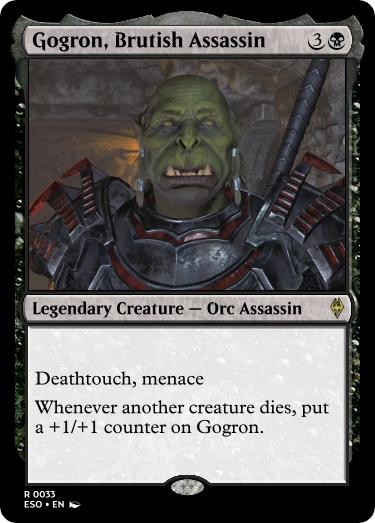 Gogron, Brutish Assassin 3
Legendary Creature — Orc Assassin
Deathtouch, menace
Whenever another creature dies, put
a +1/+1 counter on Gogron.
R 0033
ESO • EN